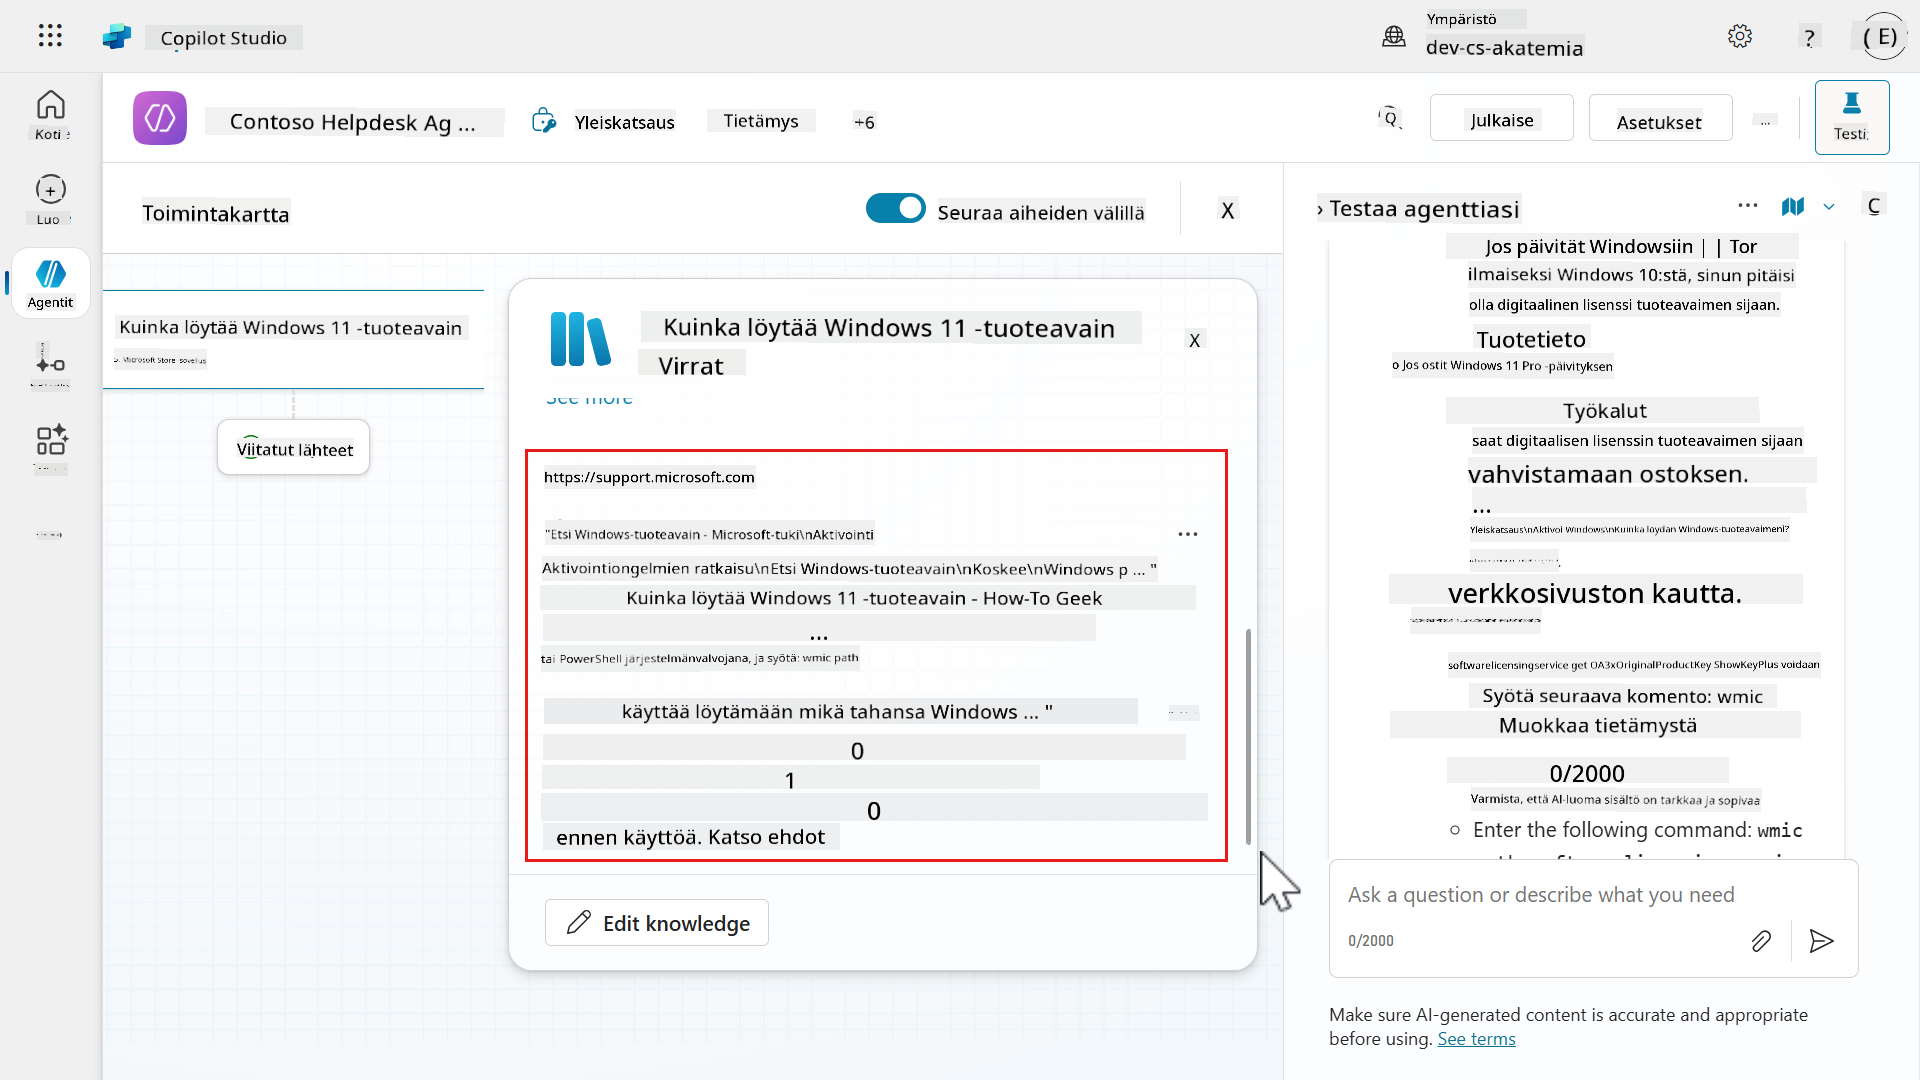 Copilot Studio
Ympäristö
dev-cs-akatemia
?
( E)
Koti
Contoso Helpdesk Ag ...
Yleiskatsaus
Tietämys
+6
Q
Julkaise
Asetukset
...
Testi
Luo
Agentit
Toimintakartta
Seuraa aiheiden välillä
X
› Testaa agenttiasi
C
Kuinka löytää Windows 11 -tuoteavain
Microsoft Store
Viitatut lähteet
Kuinka löytää Windows 11 -tuoteavain
Virrat
X
See more
https://support.microsoft.com
"Etsi Windows-tuoteavain - Microsoft-tuki\nAktivointi
Aktivointiongelmien ratkaisu\nEtsi Windows-tuoteavain\nKoskee\nWindows p ... "
Kuinka löytää Windows 11 -tuoteavain - How-To Geek
...
tai PowerShell järjestelmänvalvojana, ja syötä: wmic path
käyttää löytämään mikä tahansa Windows ... "
0
1
0
ennen käyttöä. Katso ehdot
Edit knowledge
Jos päivität Windowsiin | | Tor
ilmaiseksi Windows 10:stä, sinun pitäisi
olla digitaalinen lisenssi tuoteavaimen sijaan.
Tuotetieto
o Jos ostit Windows 11 Pro -päivityksen
Työkalut
saat digitaalisen lisenssin tuoteavaimen sijaan
vahvistamaan ostoksen.
...
Yleiskatsaus\nAktivoi Windows\nKuinka löydän Windows-tuoteavaimeni?
verkkosivuston kautta.
softwarelicensingservice get OA3xOriginalProductKey ShowKeyPlus voidaan
Syötä seuraava komento: wmic
Muokkaa tietämystä
0/2000
Varmista, että AI-luoma sisältö on tarkkaa ja sopivaa
Enter the following command: wmic
Ask a question or describe what you need
0/2000
Make sure AI-generated content is accurate and appropriate
before using. See terms